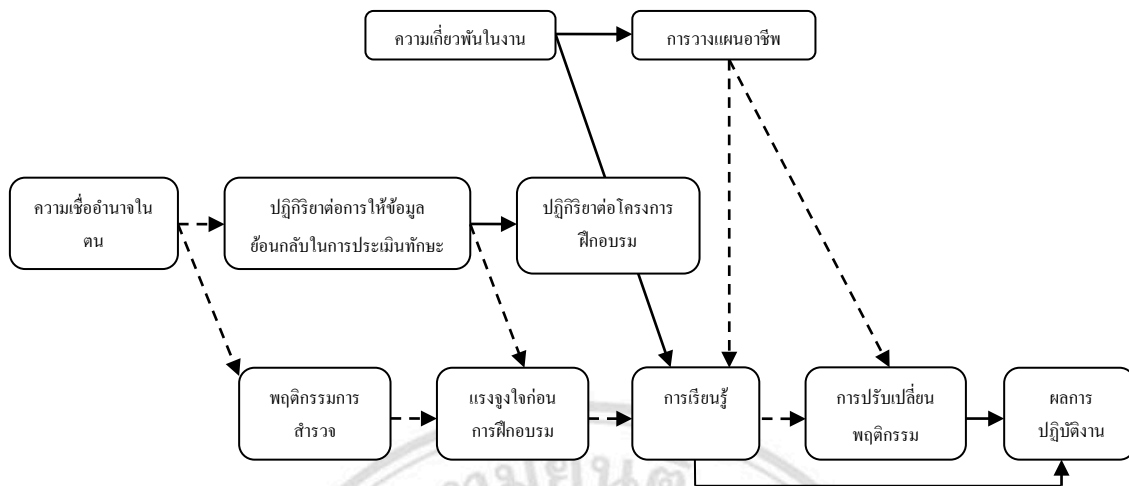 ความเกี่ยวพันในงาน
การวางแผนอาชีพ
ความเชื่ออำนาจใน
ตน
ปฏิกิริยาต่อการให้ข้อมูล
ย้อนกลับในการประเมินทักษะ
ปฏิกิริยาต่อโครงการ
ฝึกอบรม
พฤติกรรมการ
สำรวจ
แรงจูงใจก่อน
การฝึกอบรม
การเรียนรู้
การปรับเปลี่ยน
พฤติกรรม
ผลการ
ปฏิบัติงาน